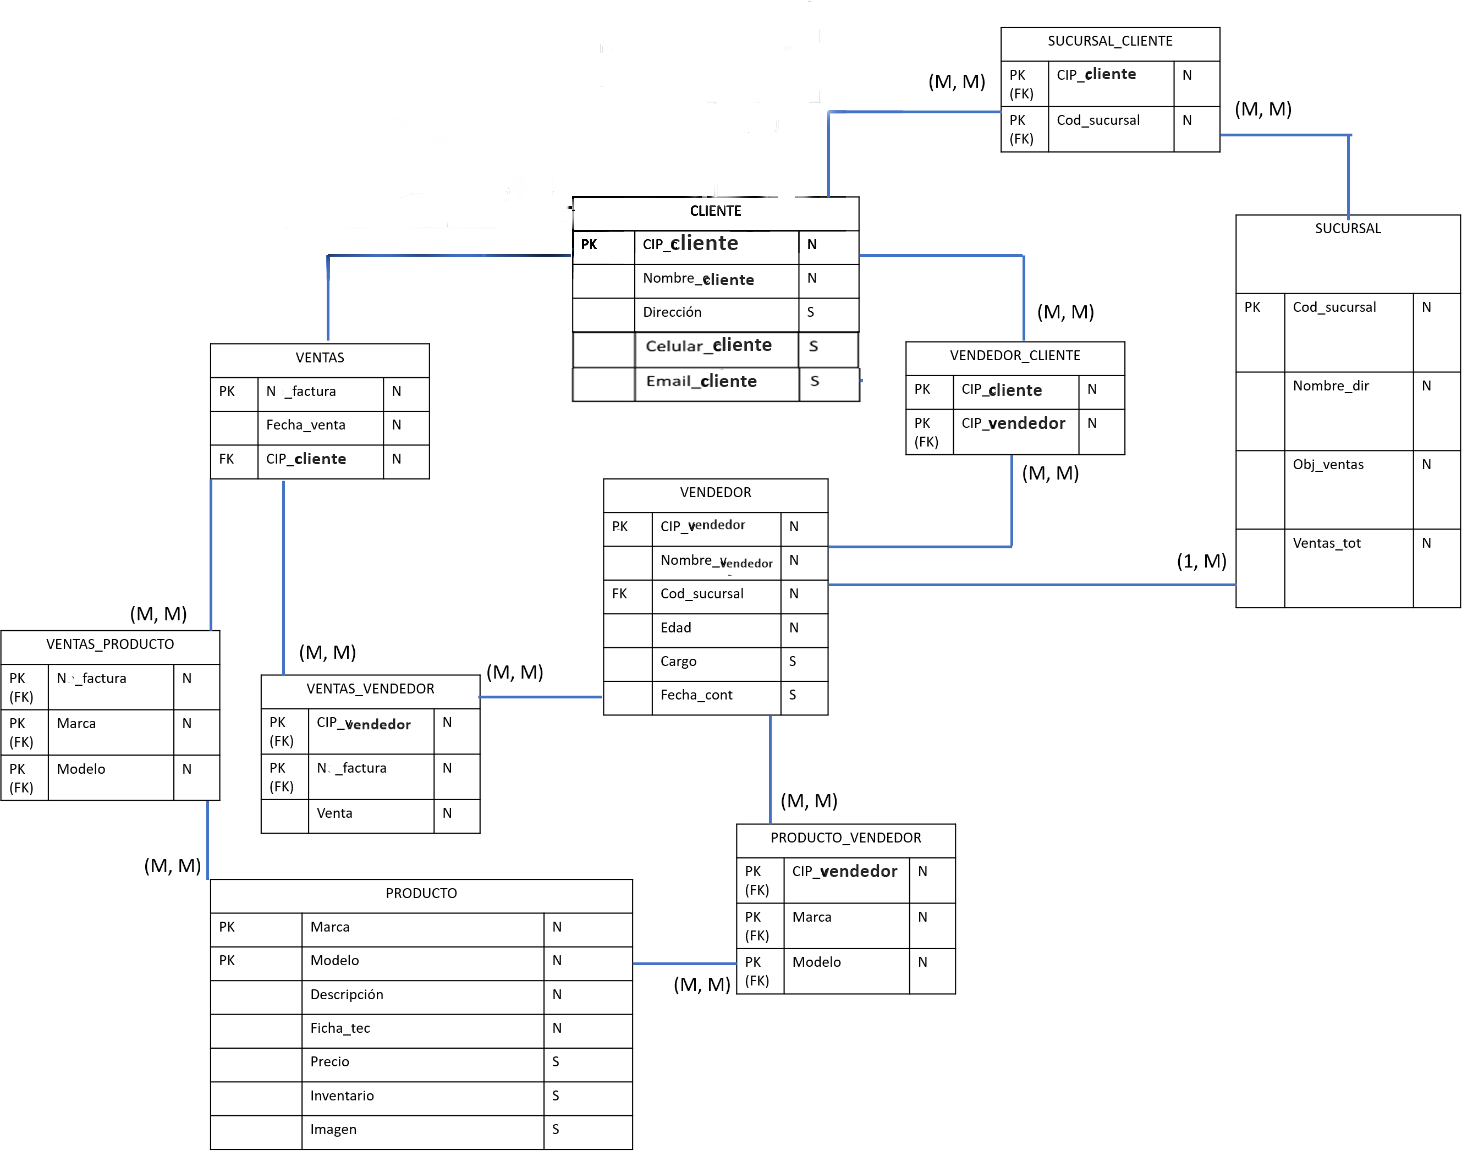 SUCURSAL_CLIENTE
PK (FK) CIP_cliente N
PK (FK) Cod_sucursal N
(M, M)
(M, M)
CLIENTE
PK CIP_cliente N
Nombre_cliente N
Dirección S
Celular_cliente S
Email_cliente S
SUCURSAL
PK Cod_sucursal N
Nombre_dir N
Obj_ventas N
Ventas_tot N
(M, M)
VENDEDOR_CLIENTE
PK CIP_cliente N
PK (FK) CIP_vendedor N
(M, M)
VENTAS
PK N _factura N
Fecha_venta N
FK CIP_cliente N
VENDEDOR
PK CIP_vendedor N
Nombre_vendedor N
FK Cod_sucursal N
Edad N
Cargo S
Fecha_cont S
(1, M)
(M, M)
VENTAS_PRODUCTO
PK (FK) N._factura N
PK (FK) Marca N
PK (FK) Modelo N
(M, M)
(M, M)
VENTAS_VENDEDOR
PK (FK) CIP_vendedor N
PK (FK) N._factura N
Venta N
(M, M)
PRODUCTO_VENDEDOR
PK (FK) CIP_vendedor N
PK (FK) Marca N
PK (FK) Modelo N
(M, M)
(M, M)
PRODUCTO
PK Marca N
PK Modelo N
Descripción N
Ficha_tec N
Precio S
Inventario S
Imagen S